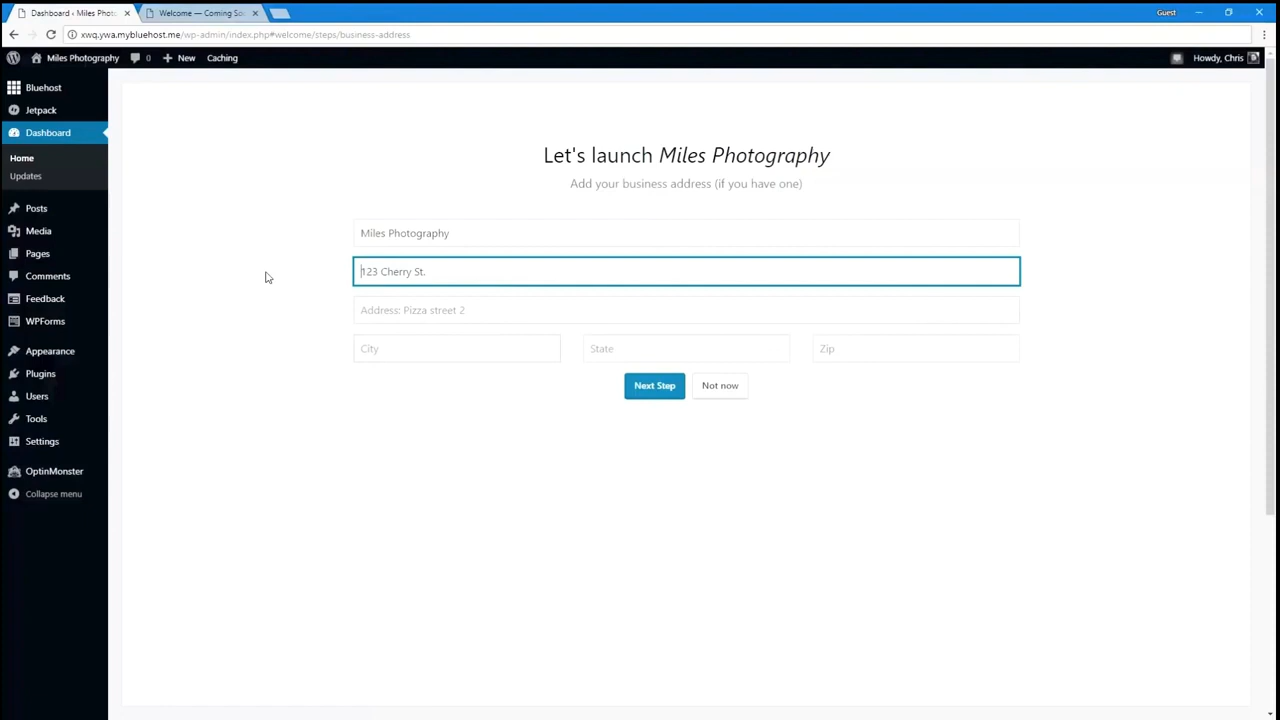 Dashboard ‹ Miles Photo
Welcome — Coming So
Guest
xwq.ywa.mybluehost.me/wp-admin/index.php#welcome/steps/business-address
Miles Photography
0
New
Caching
Howdy, Chris
Bluehost
Jetpack
Dashboard
Home
Updates
Posts
Media
Pages
Comments
Feedback
WPForms
Appearance
Plugins
Users
Tools
Settings
OptinMonster
Collapse menu
Let's launch Miles Photography
Add your business address (if you have one)
Miles Photography
123 Cherry St.
Address: Pizza street 2
City State Zip
Next Step Not now